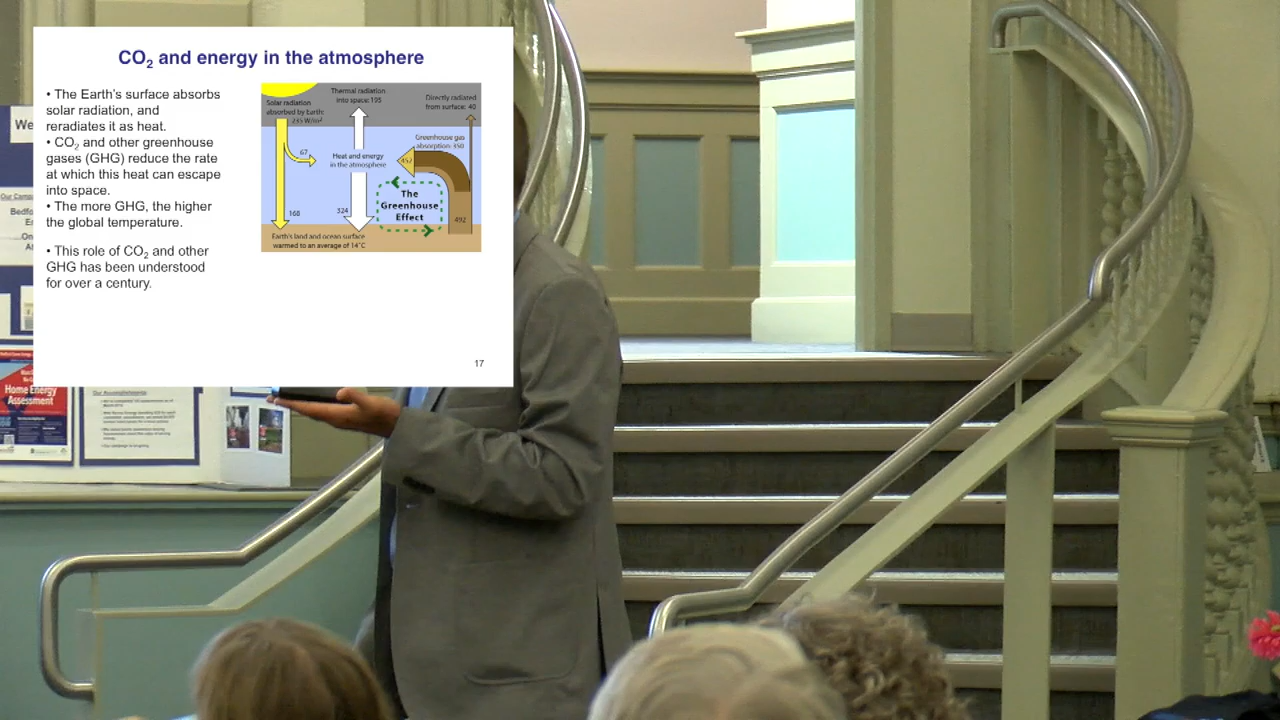 CO2 and energy in the atmosphere
• The Earth's surface absorbs
solar radiation, and
reradiates it as heat.
• CO2 and other greenhouse
gases (GHG) reduce the rate
at which this heat can escape
into space.
• The more GHG, the higher
the global temperature.
• This role of CO2 and other
GHG has been understood
for over a century.
Solar radiation
absorbed by Earth:
235 W/m²
Thermal radiation
into space: 195
Directly radiated
from surface: 40
Greenhouse gas
absorption: 350
67
Heat and energy
in the atmosphere
452
The
Greenhouse
Effect
168
324
492
Earth's land and ocean surface
warmed to an average of 14°C
17
We
Our Camp
Bedfo
On
Home Energy
Assessment
Our Accomplishments